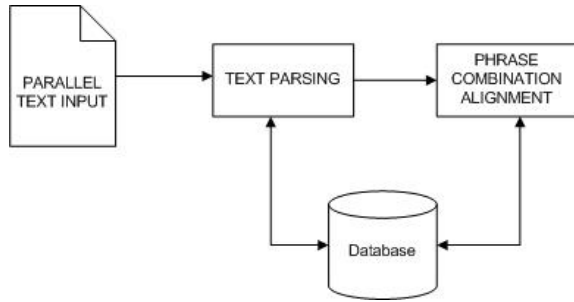 PARALLEL
TEXT INPUT
TEXT PARSING
PHRASE
COMBINATION
ALIGNMENT
Database